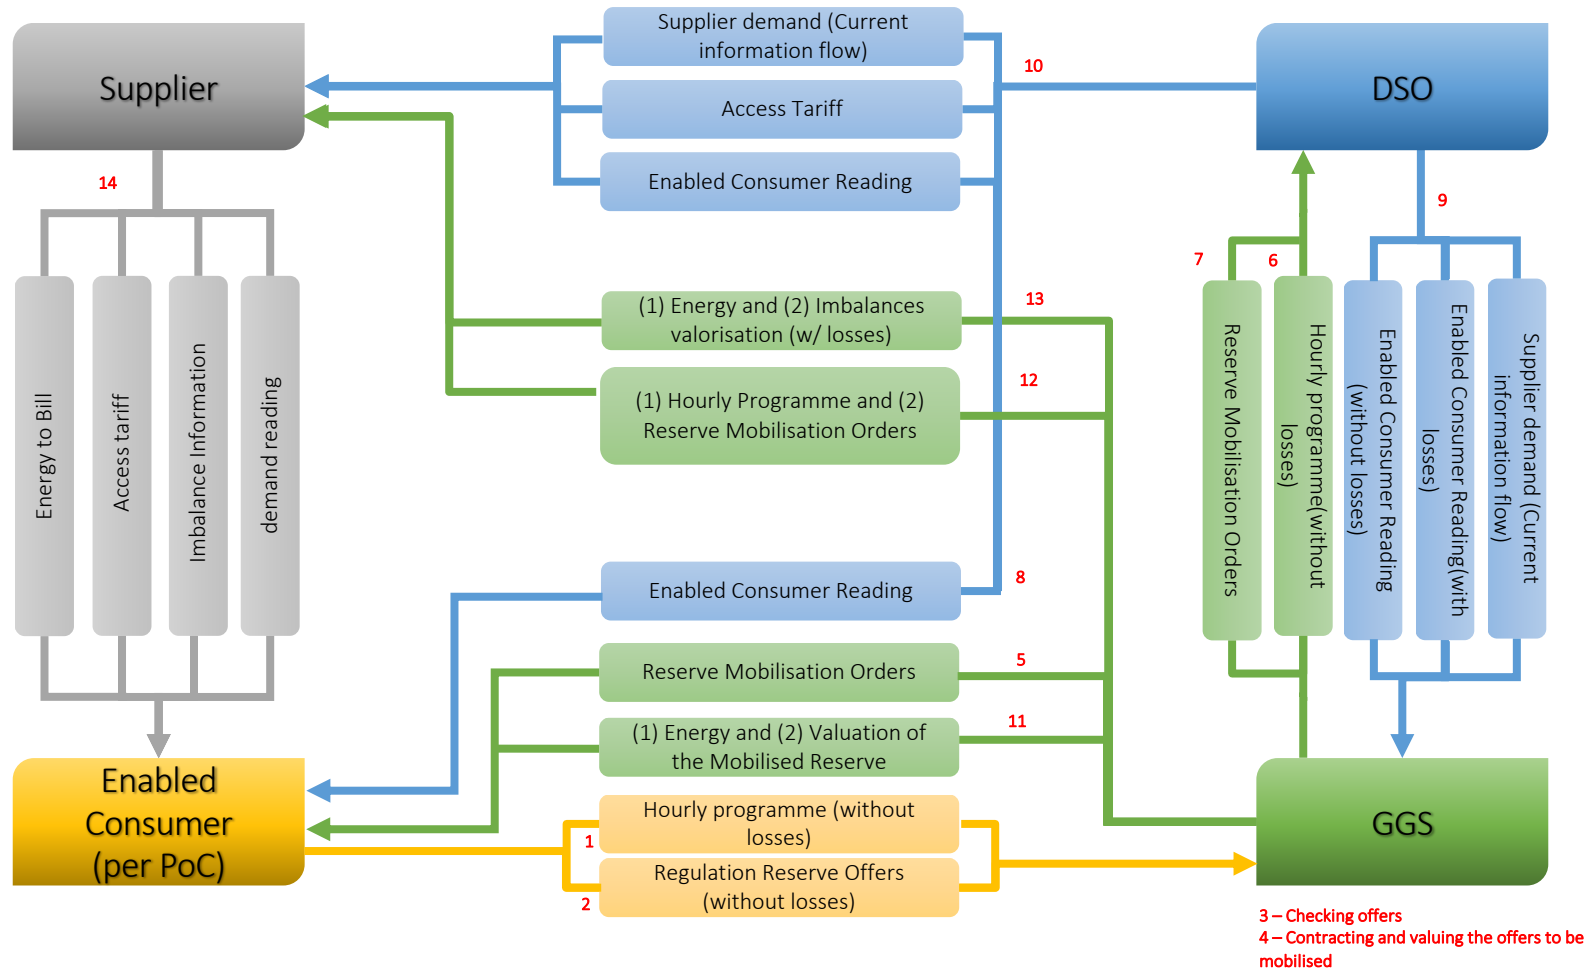 Supplier demand (Current
information flow)
Supplier
10
DSO
Access Tariff
14
Enabled Consumer Reading
9
7
6
(1) Energy and (2) Imbalances
valorisation (w/ losses)
13
12
(1) Hourly Programme and (2)
Reserve Mobilisation Orders
Energy to Bill
Access tariff
Imbalance Information
demand reading
Reserve Mobilisation Orders
Hourly programme(without
losses)
Enabled Consumer Reading
(without losses)
Enabled Consumer Reading(with
losses)
Supplier demand (Current
information flow)
Enabled Consumer Reading
8
Reserve Mobilisation Orders
5
(1) Energy and (2) Valuation of
the Mobilised Reserve
11
Enabled
Consumer
(per PoC)
Hourly programme (without
losses)
1
GGS
Regulation Reserve Offers
(without losses)
2
3 – Checking offers
4 – Contracting and valuing the offers to be
mobilised